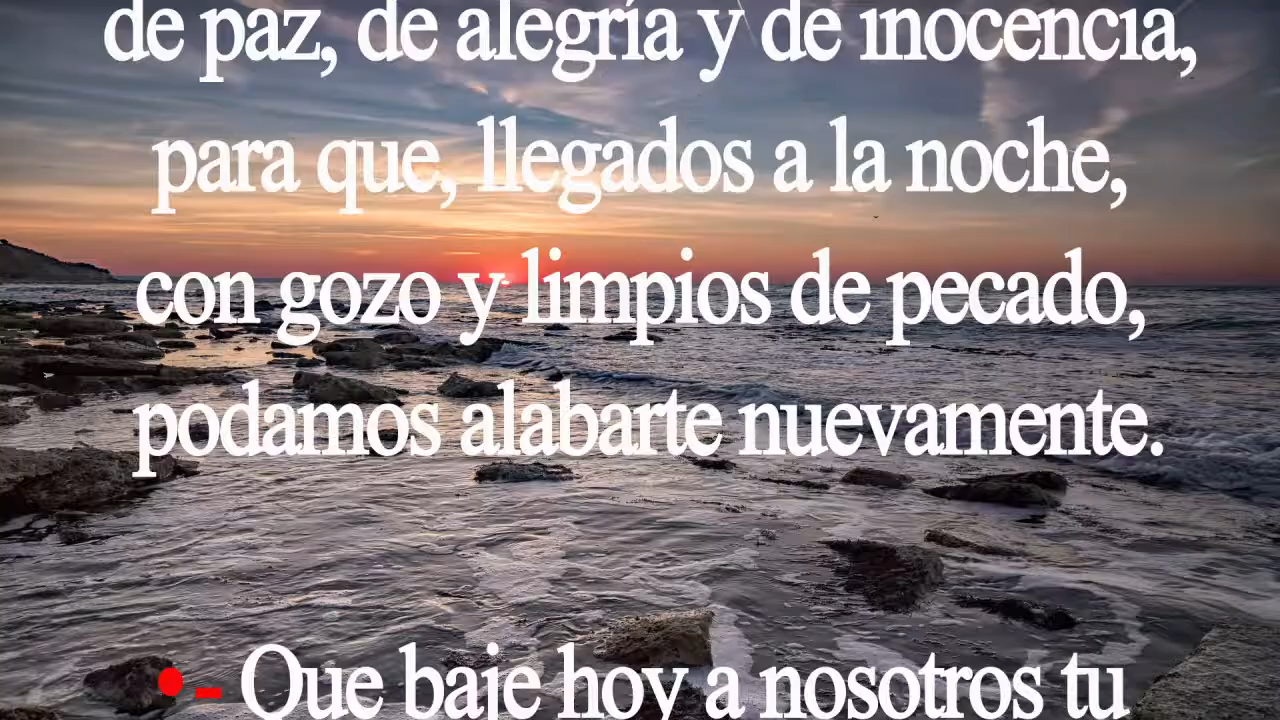 de paz, de alegría y de inocencia,
para que, llegados a la noche,
con gozo y limpios de pecado,
podamos alabarte nuevamente.
•- Que baje hoy a nosotros tu